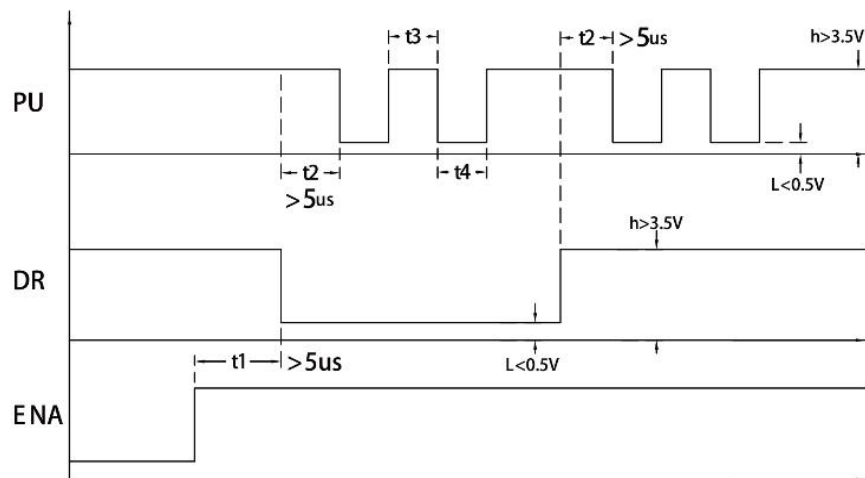 t3
t2 >5us
h>3.5V
PU
t2
>5us
t4
L<0.5V
h>3.5V
DR
t1 >5us
L<0.5V
ENA